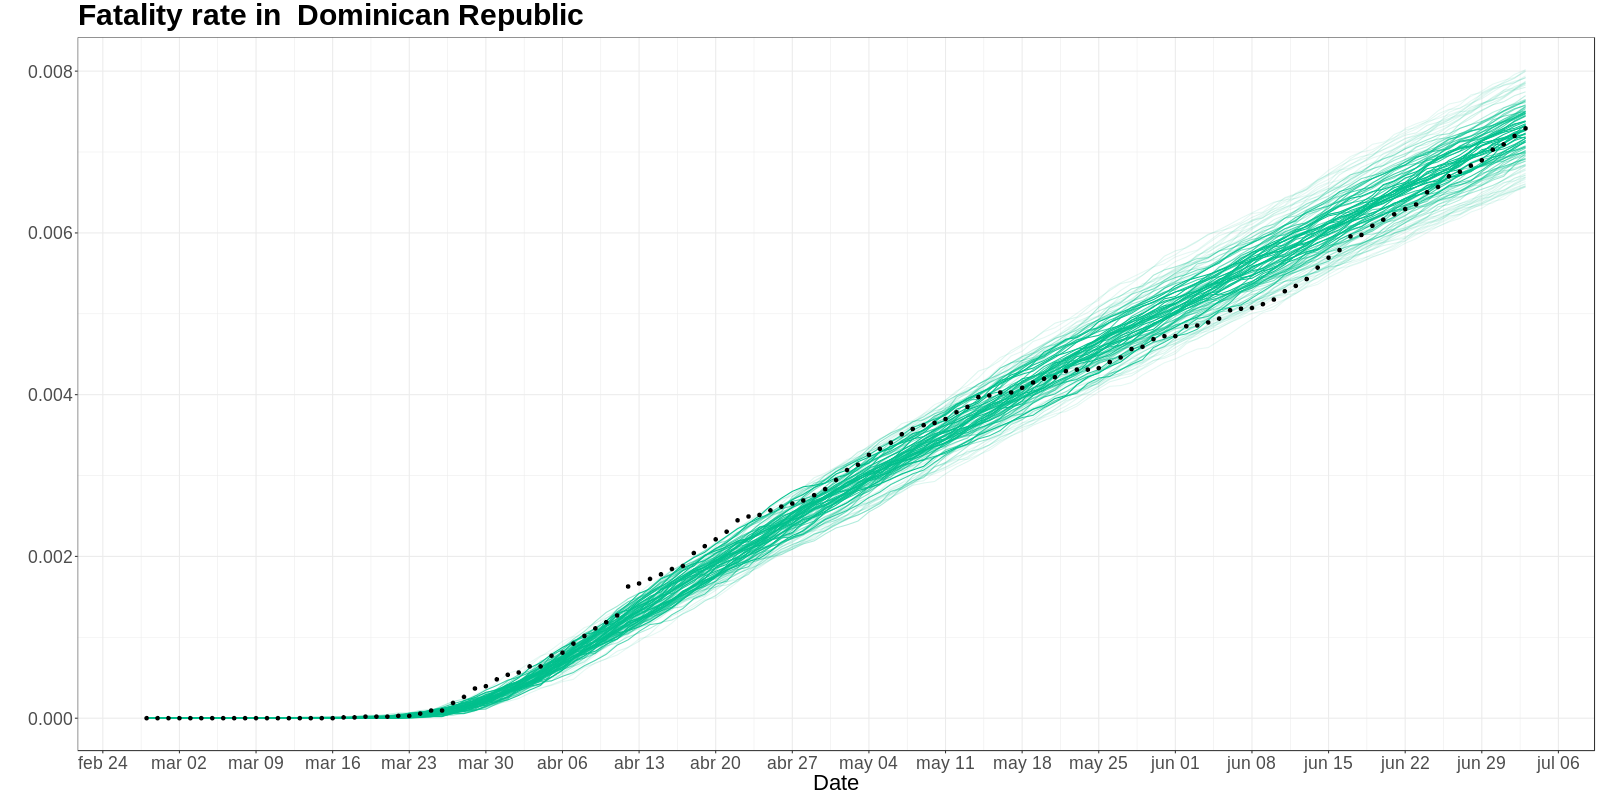 Fatality rate in  Dominican Republic
0.008
0.006
0.004
0.002
0.000
feb 24 mar 02 mar 09 mar 16 mar 23 mar 30 abr 06 abr 13 abr 20 abr 27 may 04 may 11 may 18 may 25 jun 01 jun 08 jun 15 jun 22 jun 29 jul 06
Date